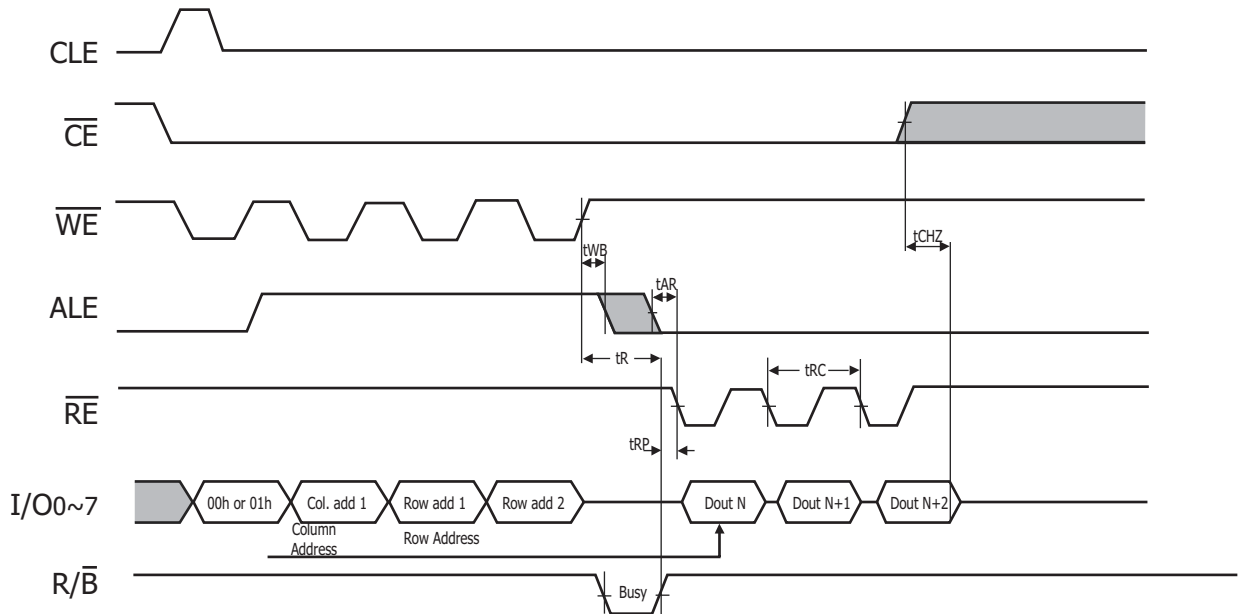 CLE
CE
WE
tCHZ
tWB
tAR
ALE
tR
tRC
RE
tRP
I/O0~7
00h or 01h
Col. add 1
Row add 1
Row add 2
Dout N
Dout N+1
Dout N+2
Column
Address
Row Address
R/B
Busy